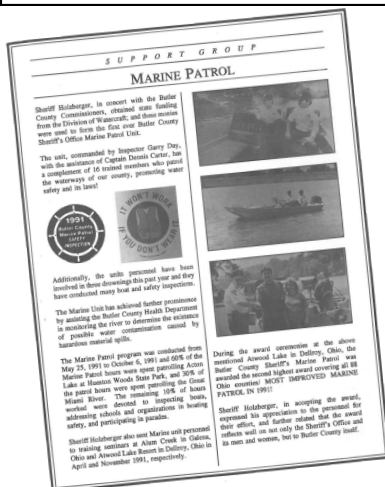 SUPPORT GROUP
MARINE PATROL
Sheriff Holzberger, in concert with the Butler
County Commissioners, obtained state funding
from the Division of Watercraft; and these monies
were used to form the first ever Butler County
Sheriff's Office Marine Patrol Unit.
The unit, commanded by Inspector Garry Day,
with the assistance of Captain Dennis Carter, has
a complement of 16 trained members who patrol
the waterways of our county, promoting water
safety and its laws!
1991
Butler County
Marine Patrol
SAFETY
INSPECTION
IT WON'T WORK
IF YOU DON'T WEAR IT
Additionally, the units personnel have been
involved in three drownings this past year and they
have conducted many boat and safety inspections.
The Marine Unit has achieved further prominence
by assisting the Butler County Health Department
in monitoring the river to determine the existence
of possible water contamination caused by
hazardous material spills.
The Marine Patrol program was conducted from
May 25, 1991 to October 6, 1991 and 60% of the
Marine Patrol hours were spent patrolling Acton
Lake at Hueston Woods State Park, and 30% of
the patrol hours were spent patrolling the Great
Miami River. The remaining 10% of hours
worked were devoted to inspecting boats,
addressing schools and organizations in boating
safety, and participating in parades.
Sheriff Holzberger also sent Marine unit personnel
to training seminars at Alum Creek in Galena,
Ohio and Atwood Lake Resort in Dellroy, Ohio in
April and November 1991, respectively.
During the award ceremonies at the above
mentioned Atwood Lake in Dellroy, Ohio, the
Butler County Sheriff's Marine Patrol was
awarded the second highest award covering all 88
Ohio counties! MOST IMPROVED MARINE
PATROL IN 1991!
Sheriff Holzberger, in accepting the award,
expressed his appreciation to the personnel for
their effort, and further related that the award
reflects well on not only the Sheriff's Office and
its men and women, but to Butler County itself.